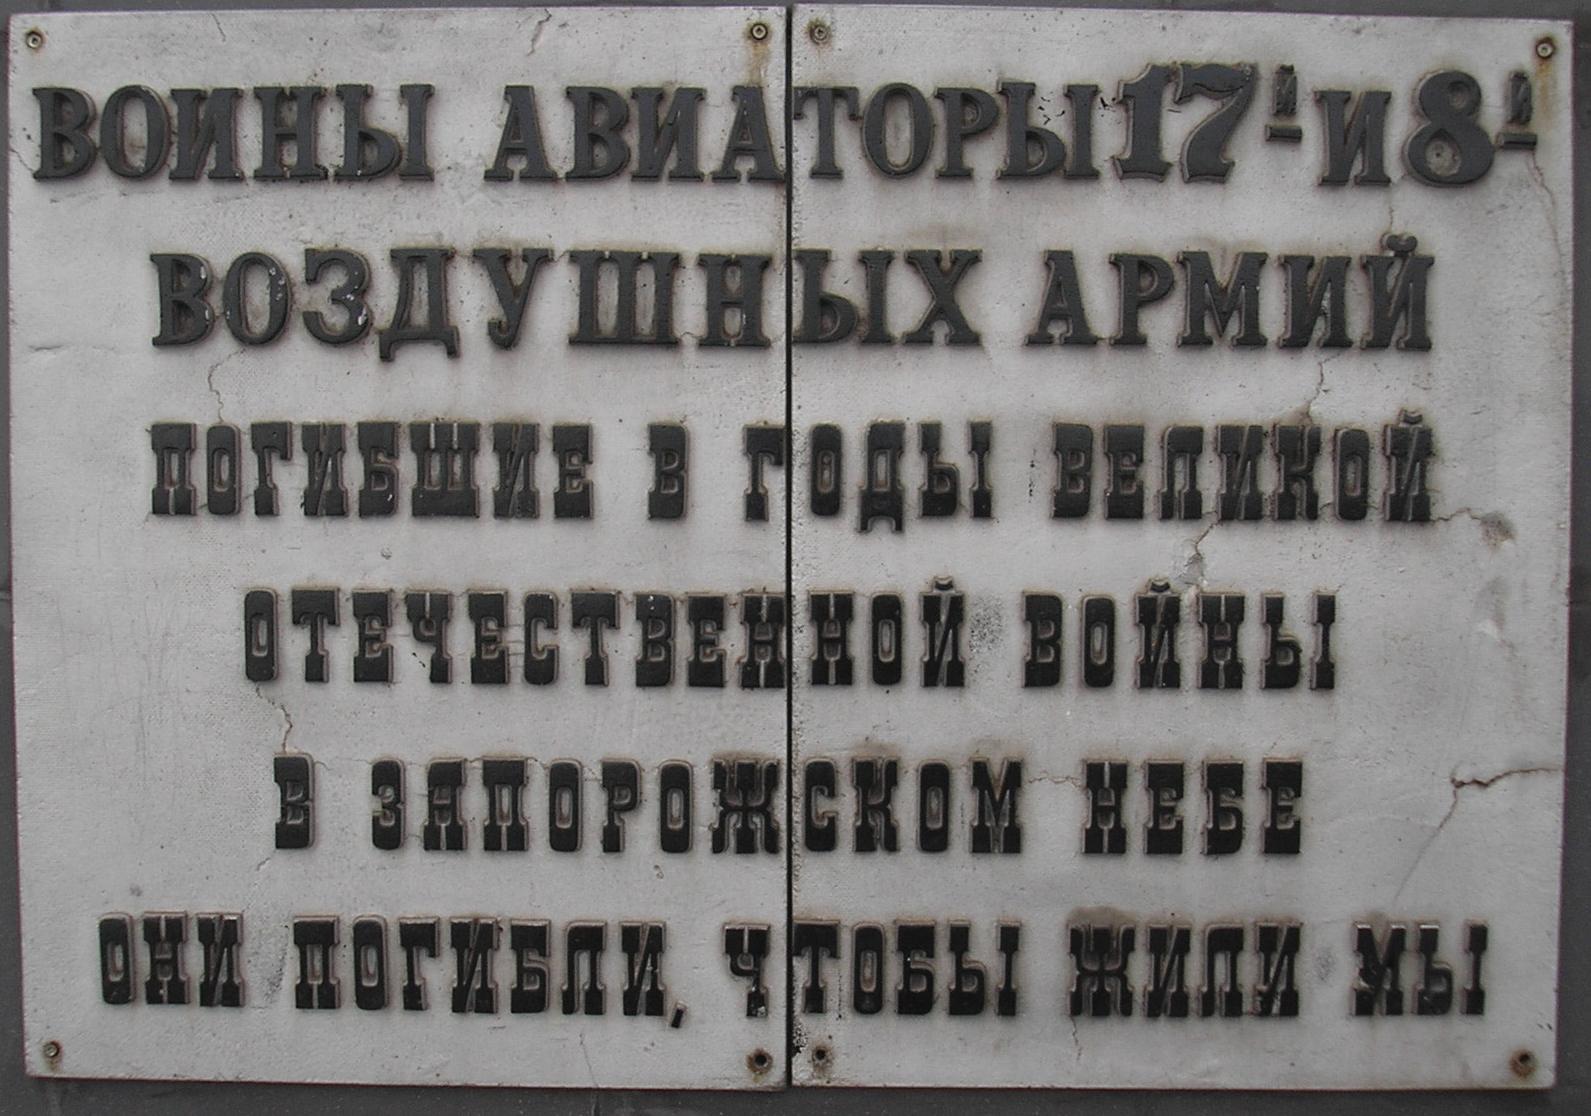 ВОИНЫ АВИАТОРЫ 17й И 8й
ВОЗДУШНЫХ АРМИЙ
ПОГИБШИЕ В ГОДЫ ВЕЛИКОЙ
ОТЕЧЕСТВЕННОЙ ВОЙНЫ
В ЗАПОРОЖСКОМ НЕБЕ
ОНИ ПОГИБЛИ, ЧТОБЫ ЖИЛИ МЫ